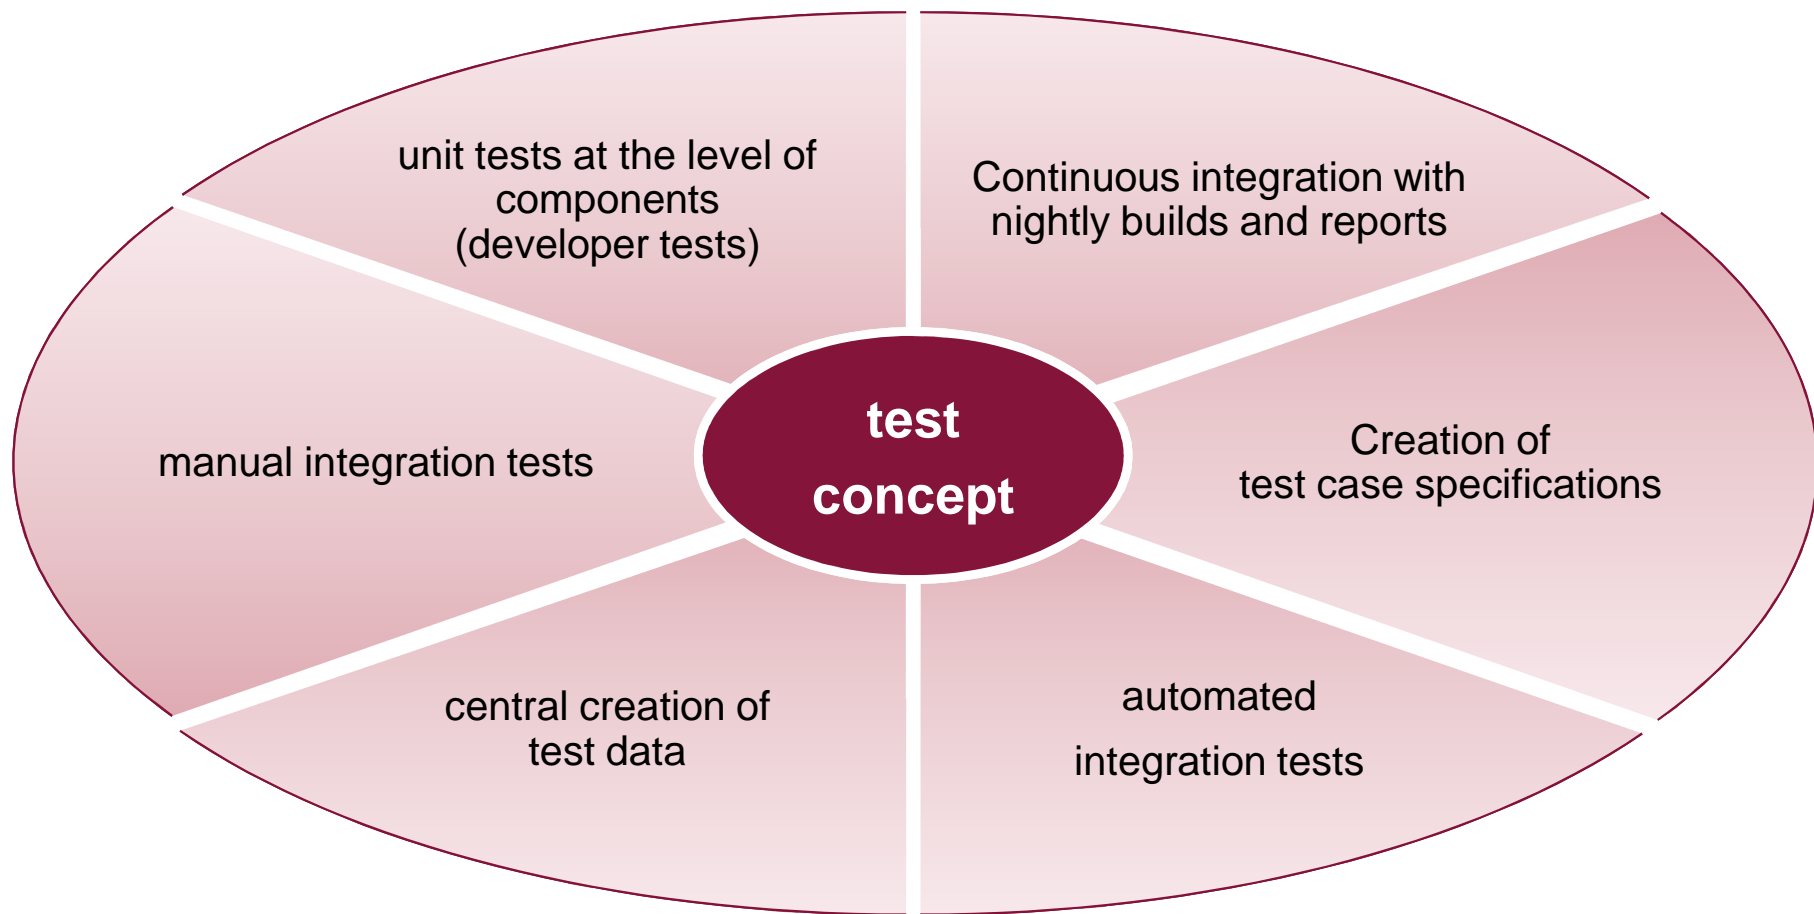 unit tests at the level of
components
(developer tests)
Continuous integration with
nightly builds and reports
manual integration tests
test
concept
Creation of
test case specifications
central creation of
test data
automated
integration tests